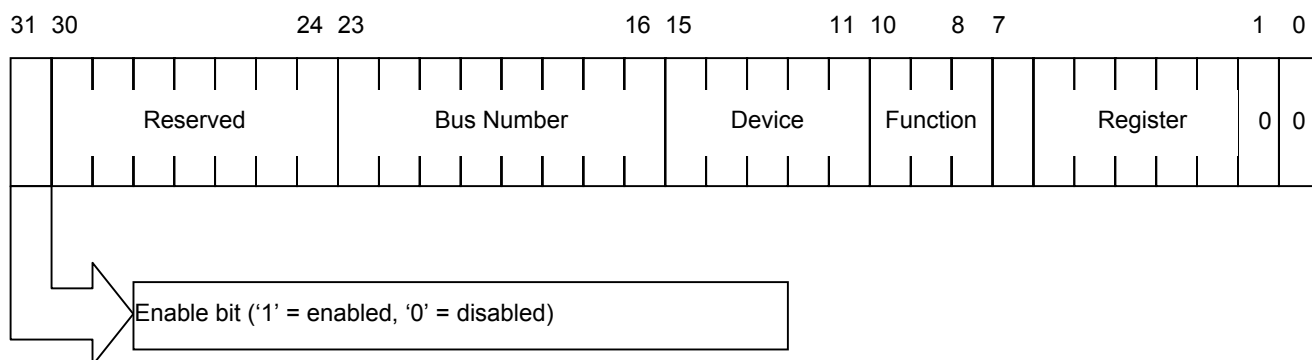 31 30 24 23 16 15 11 10 8 7 1 0
Reserved Bus Number Device Function Register 0 0
Enable bit (‘1’ = enabled, ‘0’ = disabled)